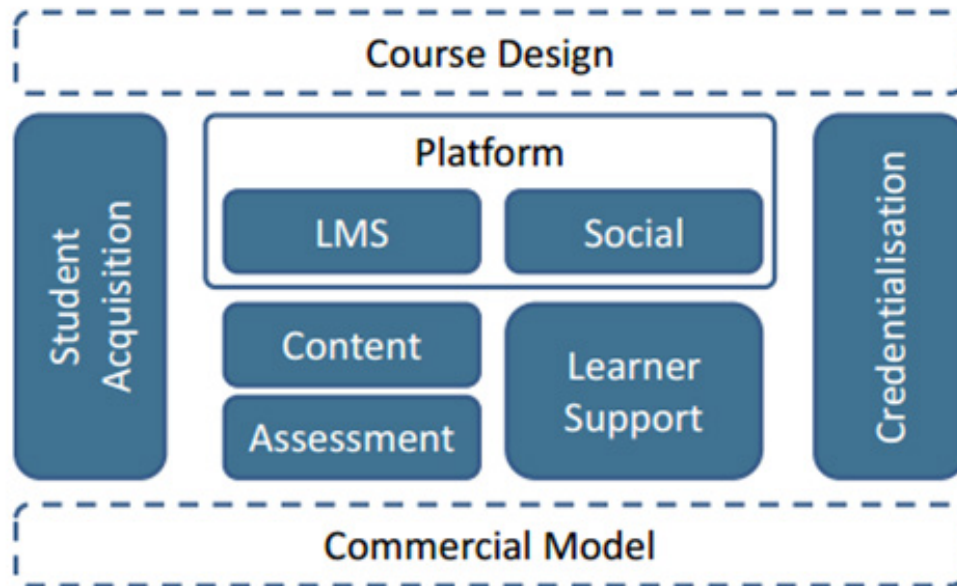 Course Design
Student
Acquisition
Platform
LMS
Social
Content
Assessment
Learner
Support
Credentialisation
Commercial Model